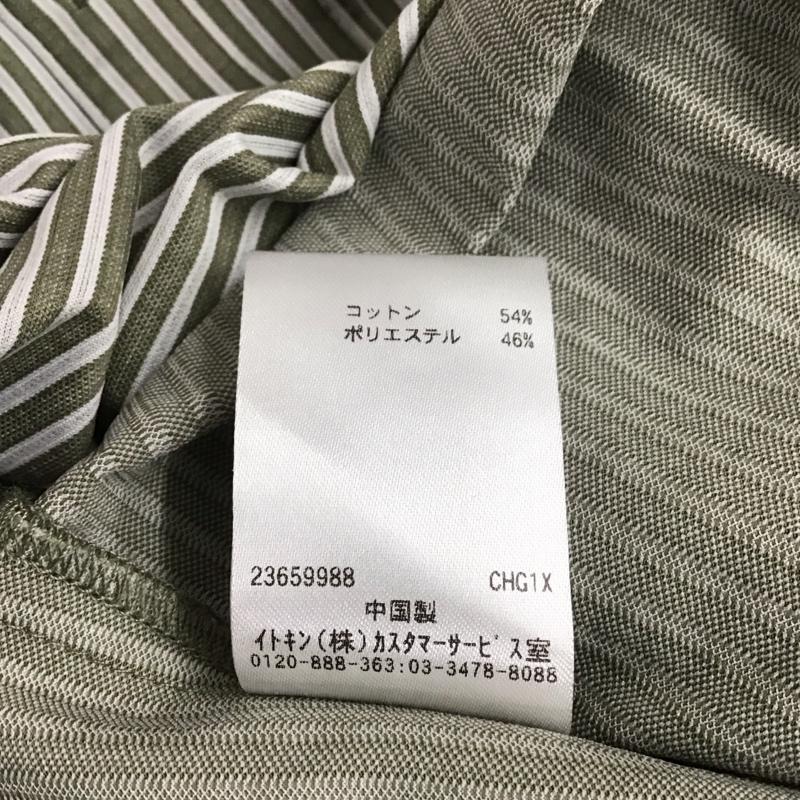 コットン 54%
ポリエステル 46%
23659988 CHG1X
中国製
イトキン(株)カスタマーサービス室
0120-888-363:03-3478-8088